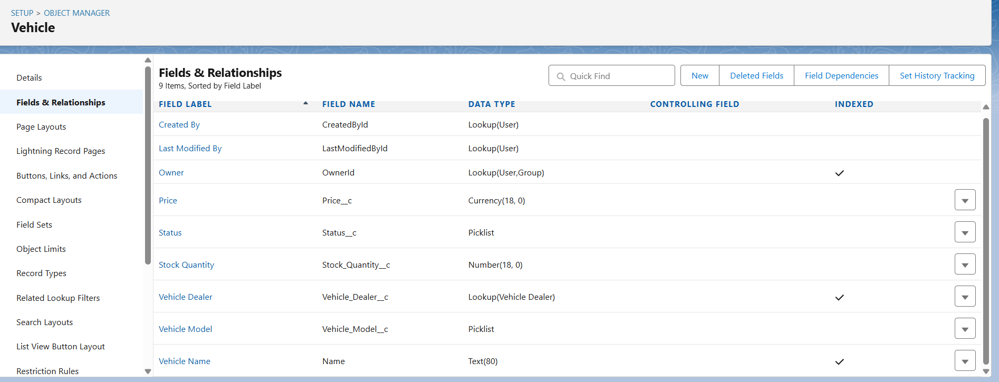 SETUP > OBJECT MANAGER
Vehicle
Details
Fields & Relationships
Page Layouts
Lightning Record Pages
Buttons, Links, and Actions
Compact Layouts
Field Sets
Object Limits
Record Types
Related Lookup Filters
Search Layouts
List View Button Layout
Restriction Rules
Fields & Relationships
9 Items, Sorted by Field Label
Quick Find
New Deleted Fields Field Dependencies Set History Tracking
FIELD LABEL FIELD NAME DATA TYPE CONTROLLING FIELD INDEXED
Created By CreatedById Lookup(User)
Last Modified By LastModifiedById Lookup(User)
Owner OwnerId Lookup(User,Group)
Price Price__c Currency(18, 0)
Status Status__c Picklist
Stock Quantity Stock_Quantity__c Number(18, 0)
Vehicle Dealer Vehicle_Dealer__c Lookup(Vehicle Dealer)
Vehicle Model Vehicle_Model__c Picklist
Vehicle Name Name Text(80)